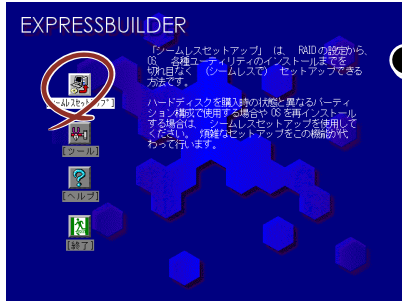 EXPRESSBUILDER
「シームレスセットアップ」 は、 RAIDの設定から、
OS、各種ユーティリティのインストールまでを
切れ目なく （シームレスで） セットアップできる
方法です。
ハードディスクを購入時の状態と異なるパーティ
ション構成で使用する場合や OSを再インストール
する場合は、 シームレスセットアップを使用して
ください。 煩雑なセットアップをこの機能が代
わって行います。
[シームレスセットアップ]
[ツール]
[ヘルプ]
[終了]